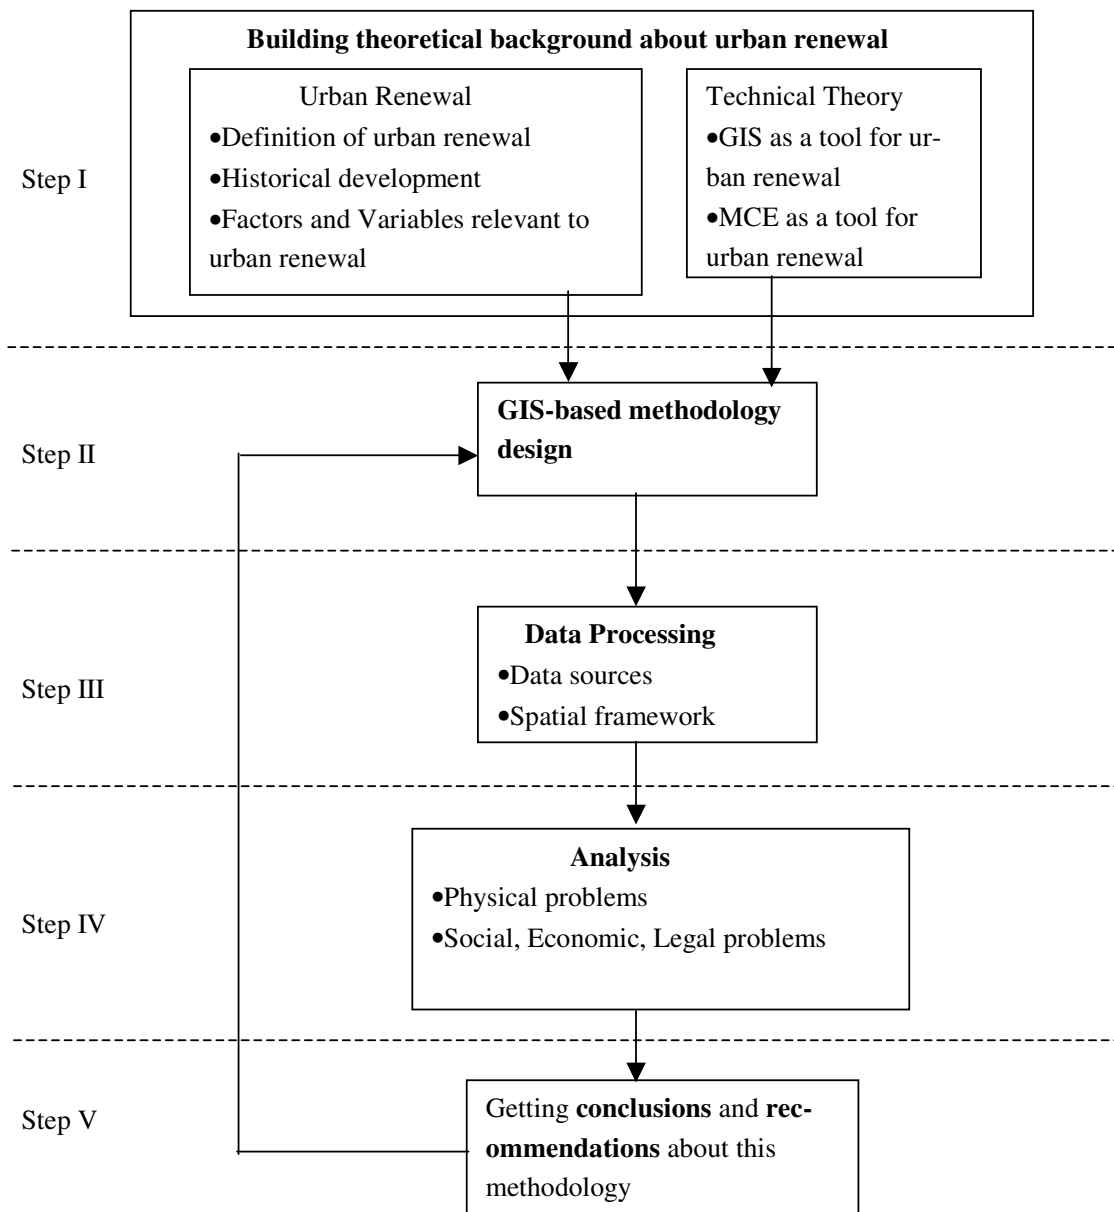 Building theoretical background about urban renewal
Step I
Urban Renewal
•Definition of urban renewal
•Historical development
•Factors and Variables relevant to
urban renewal
Technical Theory
•GIS as a tool for ur-
ban renewal
•MCE as a tool for
urban renewal
Step II
GIS-based methodology
design
Step III
Data Processing
•Data sources
•Spatial framework
Step IV
Analysis
•Physical problems
•Social, Economic, Legal problems
Step V
Getting conclusions and rec-
ommendations about this
methodology